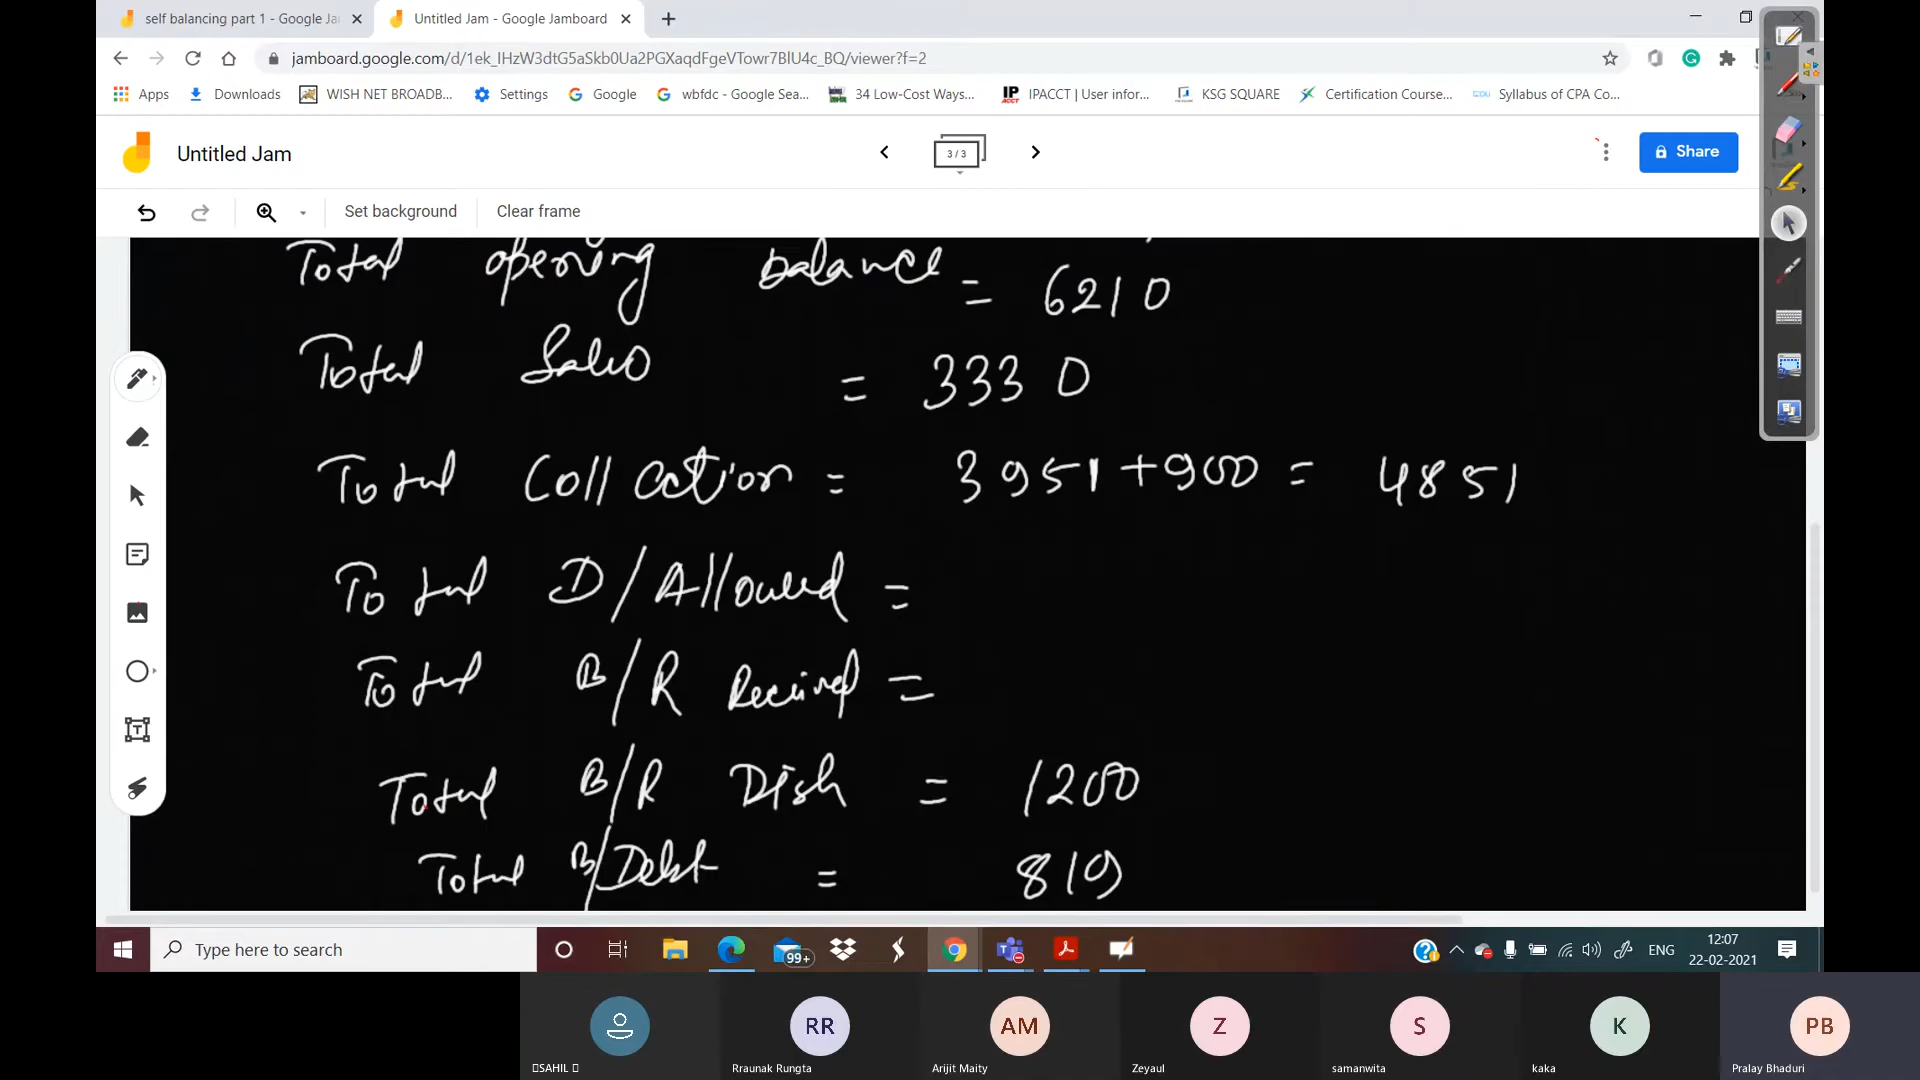 self balancing part 1 - Google Ja
Untitled Jam - Google Jamboard
jamboard.google.com/d/1ek_IHzW3dtG5aSkb0Ua2PGXaqdFgeVTowr7BlU4c_BQ/viewer?f=2
Apps Downloads WISH NET BROADB... Settings Google wbfdc - Google Sea... 34 Low-Cost Ways... IPACCT | User infor... KSG SQUARE Certification Course... Syllabus of CPA Co...
Untitled Jam 3 / 3 Share
Set background Clear frame
Total opening balance = 6210
Total Sales = 3330
Total Collection = 3951+900 = 4851
Total D/Allowed =
Total B/R Received =
Total B/R Dish = 1200
Total B/Debt = 819
Type here to search 99+ ENG 12:07
22-02-2021
RR AM Z S K PB
SAHIL Rraunak Rungta Arijit Maity Zeyaul samanwita kaka Pralay Bhaduri